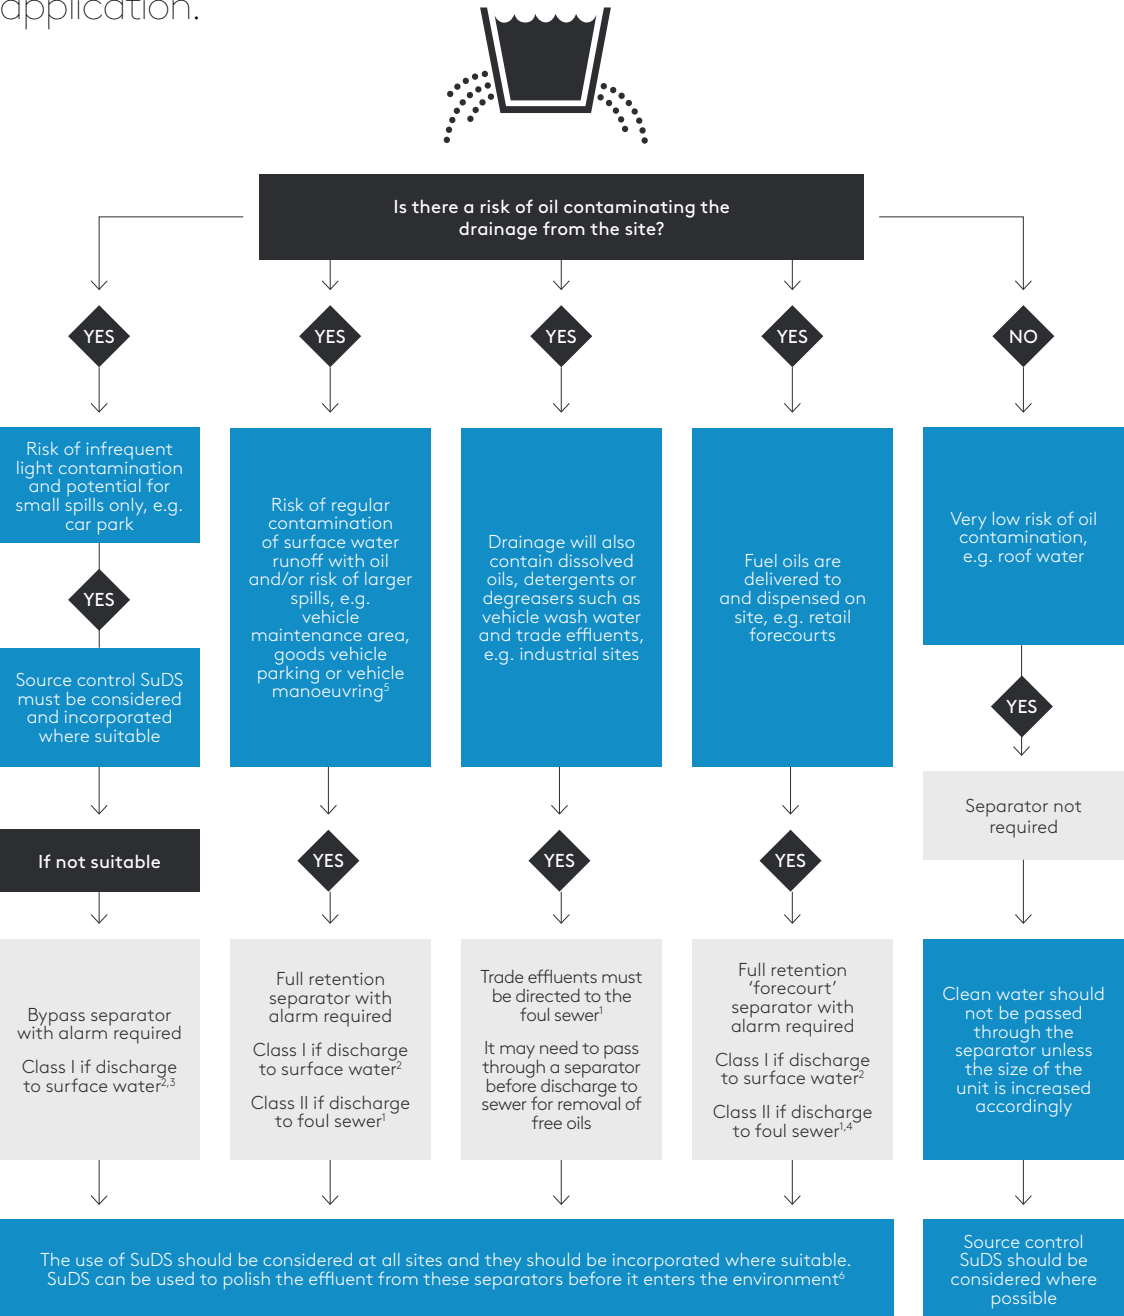 application.
Is there a risk of oil contaminating the
drainage from the site?
YES
YES
YES
YES
NO
Risk of infrequent
light contamination
and potential for
small spills only, e.g.
car park
YES
Source control SuDS
must be considered
and incorporated
where suitable
If not suitable
Bypass separator
with alarm required
Class I if discharge
to surface water2,3
Risk of regular
contamination
of surface water
runoff with oil
and/or risk of larger
spills, e.g.
vehicle
maintenance area,
goods vehicle
parking or vehicle
manoeuvring5
YES
Full retention
separator with
alarm required
Class I if discharge
to surface water2
Class II if discharge
to foul sewer1
Drainage will also
contain dissolved
oils, detergents or
degreasers such as
vehicle wash water
and trade effluents,
e.g. industrial sites
YES
Trade effluents must
be directed to the
foul sewer1
It may need to pass
through a separator
before discharge to
sewer for removal of
free oils
Fuel oils are
delivered to
and dispensed on
site, e.g. retail
forecourts
YES
Full retention
‘forecourt’
separator with
alarm required
Class I if discharge
to surface water2
Class II if discharge
to foul sewer1,4
Very low risk of oil
contamination,
e.g. roof water
YES
Separator not
required
Clean water should
not be passed
through the
separator unless
the size of the
unit is increased
accordingly
The use of SuDS should be considered at all sites and they should be incorporated where suitable.
SuDS can be used to polish the effluent from these separators before it enters the environment6
Source control
SuDS should be
considered where
possible